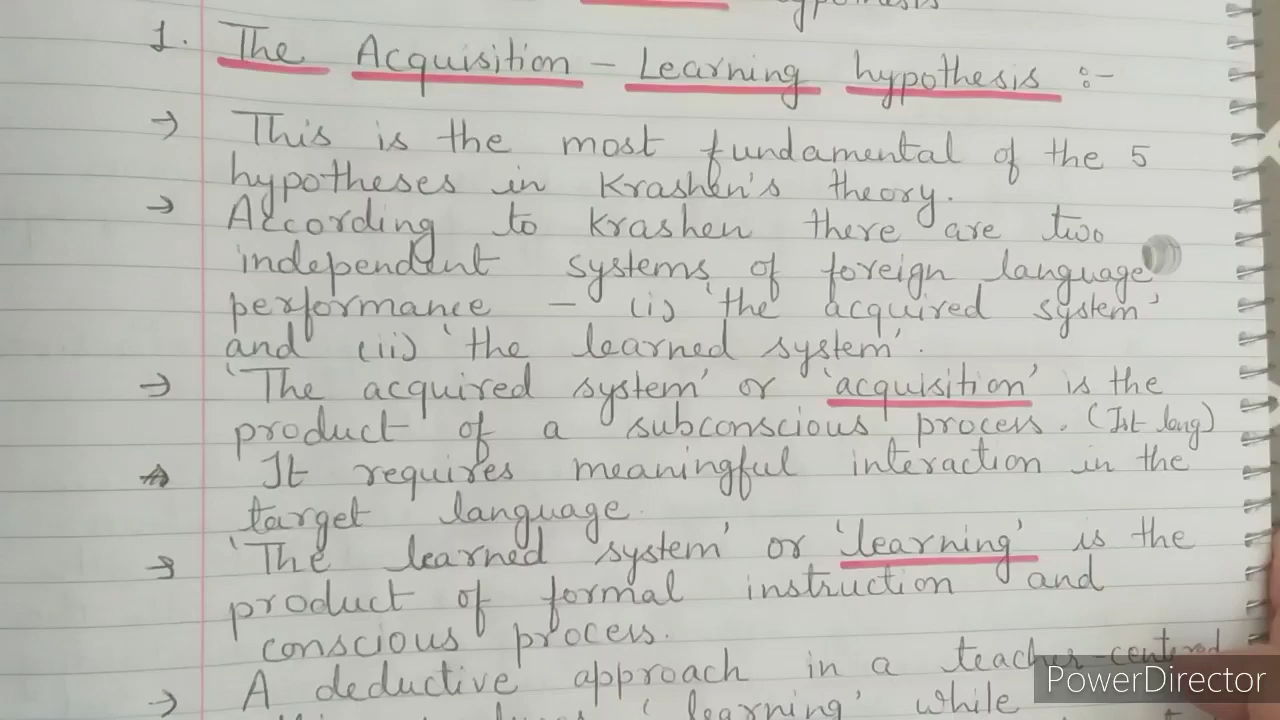 hypothesis
1. The Acquisition - Learning hypothesis :-
→ This is the most fundamental of the 5
hypotheses in Krashen's theory.
→ According to Krashen there are two
independent systems of foreign language
performance – (i) 'the acquired system'
and (ii) 'the learned system'.
→ 'The acquired system' or 'acquisition' is the
product of a subconscious process. (Ist lang)
→ It requires meaningful interaction in the
target language.
→ 'The learned system' or 'learning' is the
product of formal instruction and
conscious process.
→ A deductive approach in a teacher-centered
'learning' while
PowerDirector